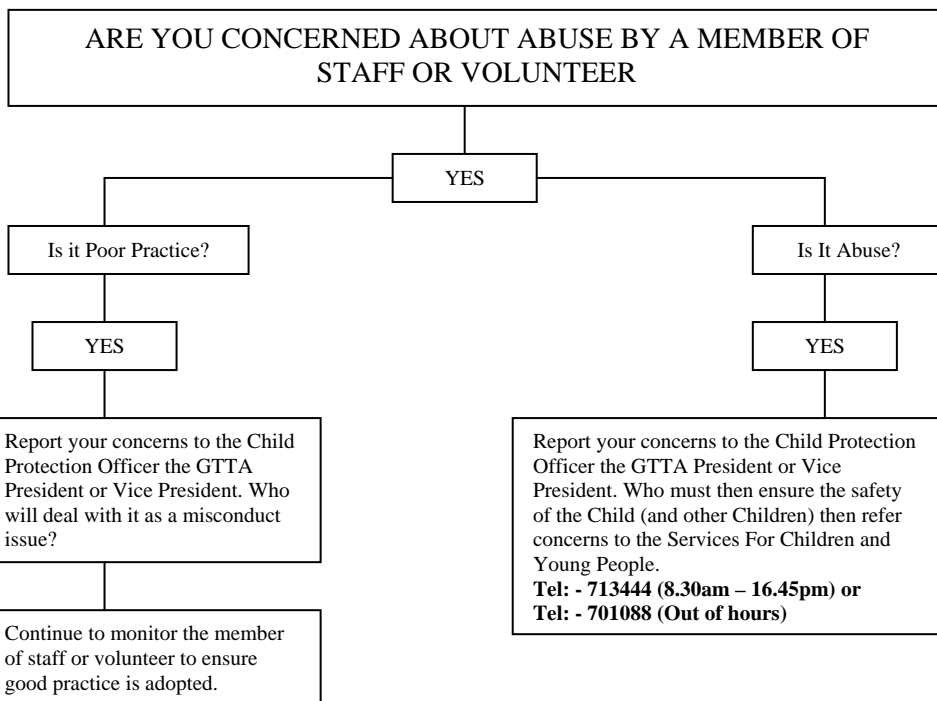 ARE YOU CONCERNED ABOUT ABUSE BY A MEMBER OF
STAFF OR VOLUNTEER
YES
Is it Poor Practice?
Is It Abuse?
YES
YES
Report your concerns to the Child
Protection Officer the GTTA
President or Vice President. Who
will deal with it as a misconduct
issue?
Report your concerns to the Child Protection
Officer the GTTA President or Vice
President. Who must then ensure the safety
of the Child (and other Children) then refer
concerns to the Services For Children and
Young People.
Tel: - 713444 (8.30am – 16.45pm) or
Tel: - 701088 (Out of hours)
Continue to monitor the member
of staff or volunteer to ensure
good practice is adopted.